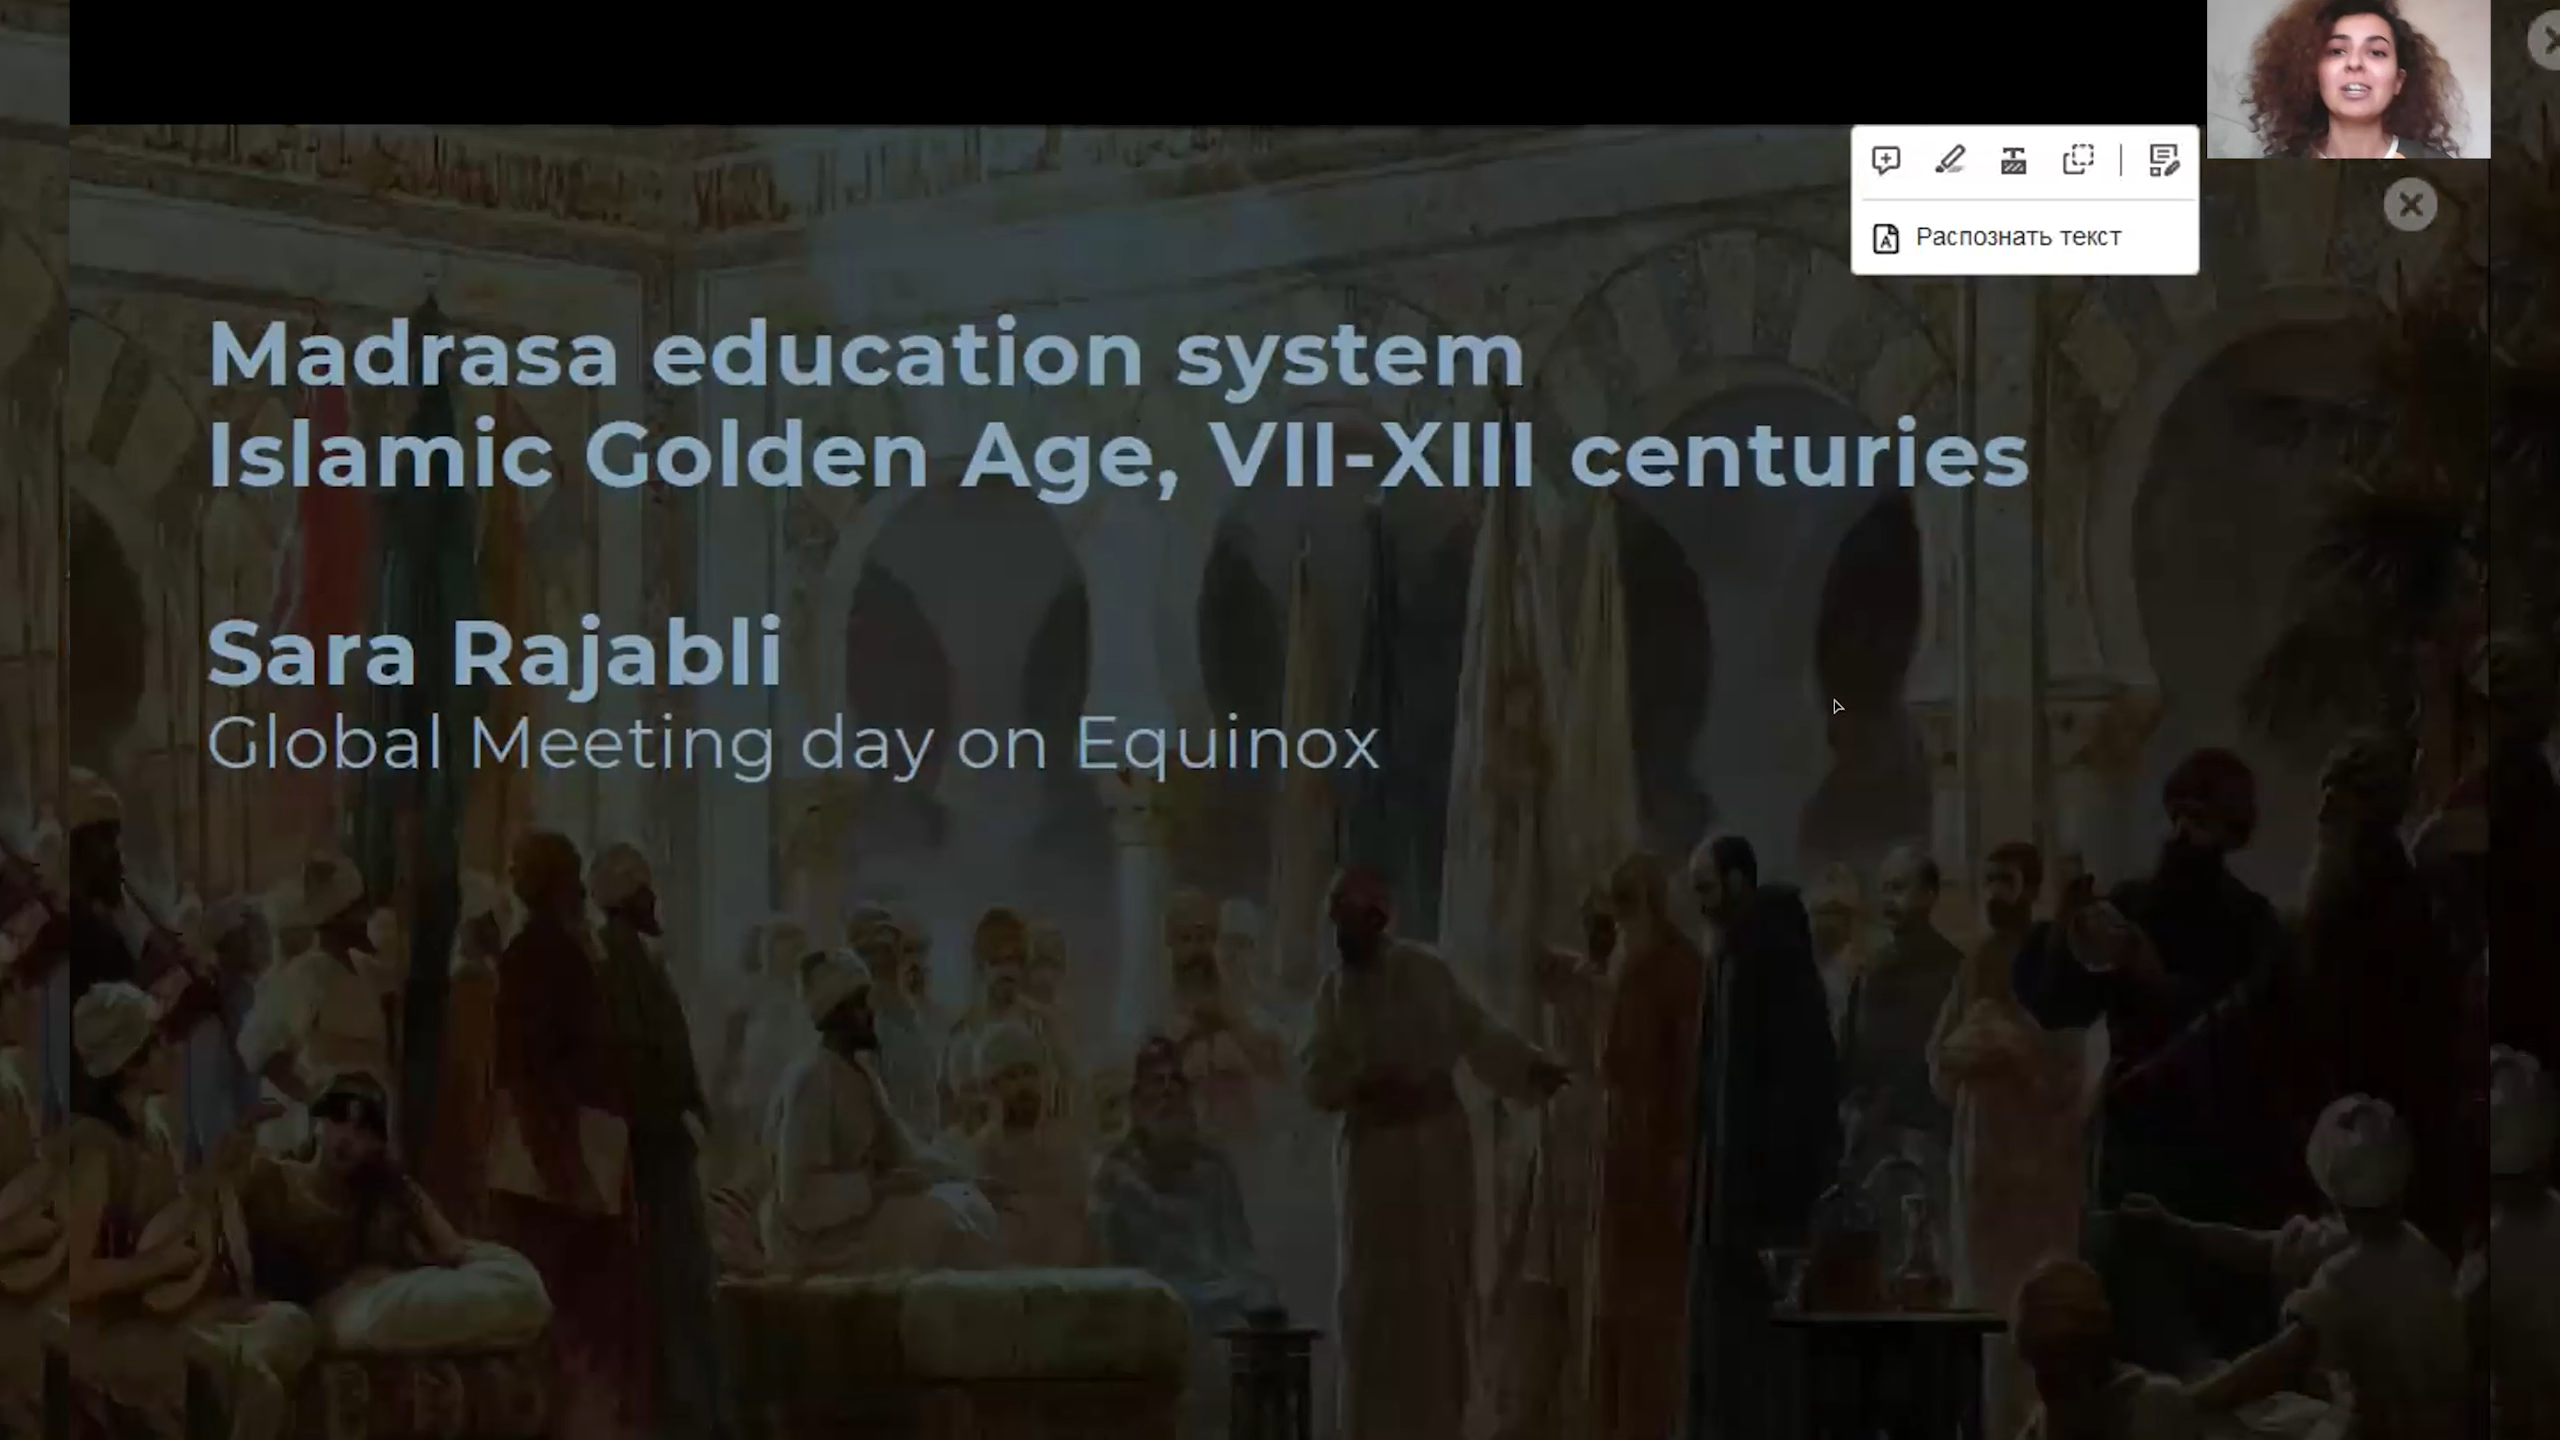 Распознать текст
Madrasa education system
Islamic Golden Age, VII-XIII centuries
Sara Rajabli
Global Meeting day on Equinox